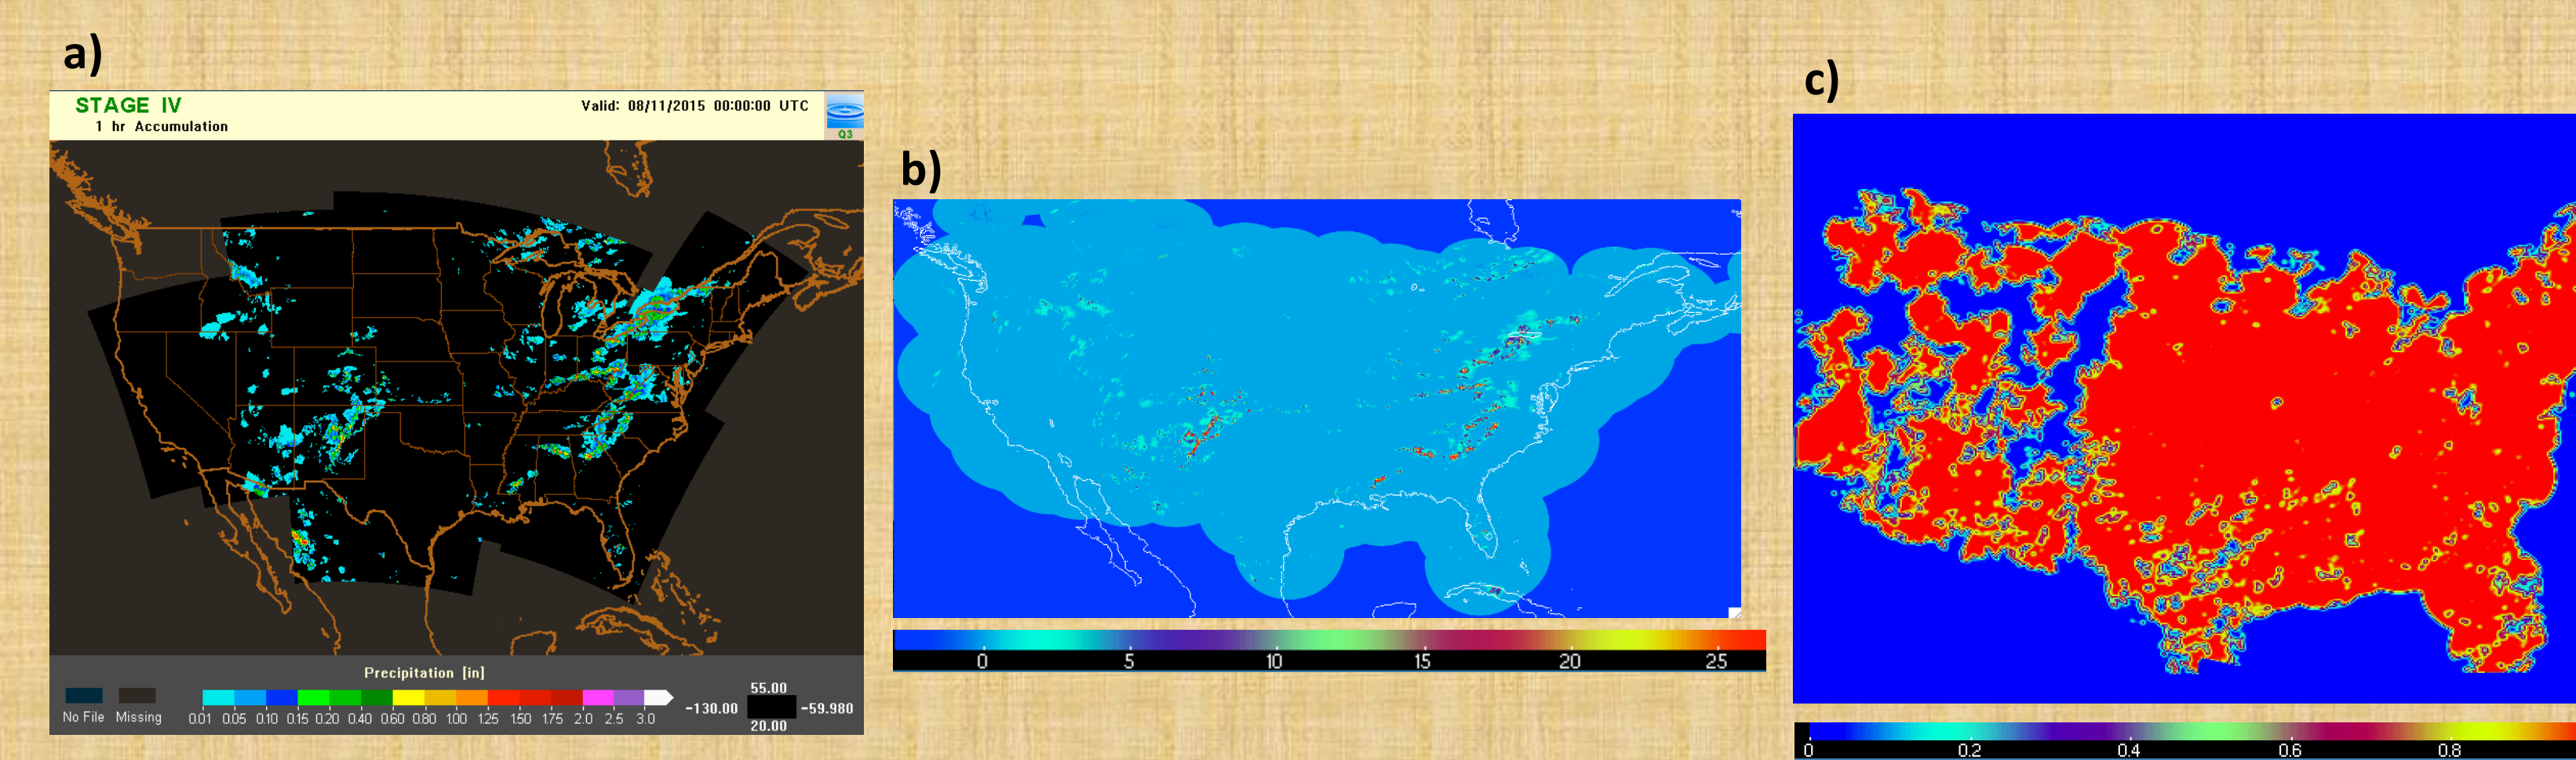 a)
STAGE IV
1 hr Accumulation
Valid: 08/11/2015 00:00:00 UTC
Q3
Precipitation [in]
No File Missing
0.01 0.05 0.10 0.15 0.20 0.40 0.60 0.80 1.00 1.25 1.50 1.75 2.0 2.5 3.0
55.00
-130.00 -59.980
20.00
b)
0 5 10 15 20 25
c)
0 0.2 0.4 0.6 0.8